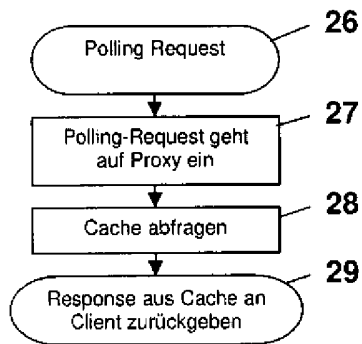 26
Polling Request
27
Polling-Request geht
auf Proxy ein
28
Cache abfragen
29
Response aus Cache an
Client zurückgeben